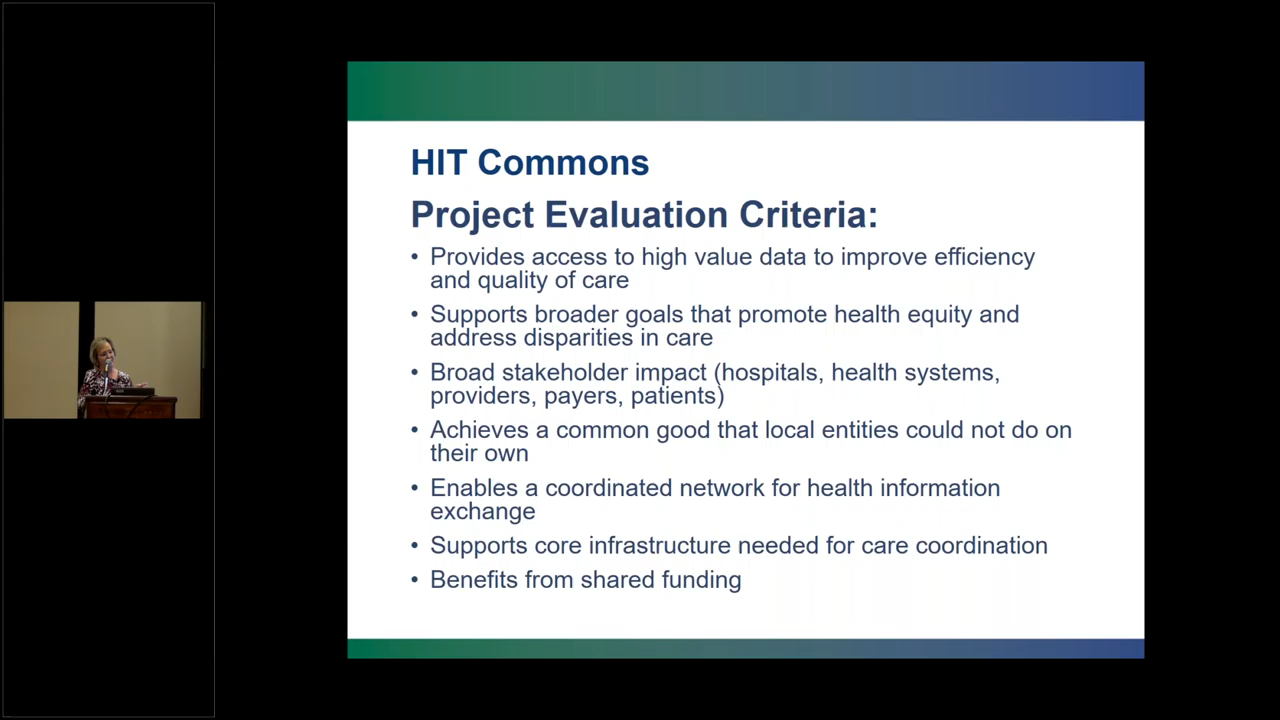 HIT Commons
Project Evaluation Criteria:
• Provides access to high value data to improve efficiency
and quality of care
• Supports broader goals that promote health equity and
address disparities in care
• Broad stakeholder impact (hospitals, health systems,
providers, payers, patients)
• Achieves a common good that local entities could not do on
their own
• Enables a coordinated network for health information
exchange
• Supports core infrastructure needed for care coordination
• Benefits from shared funding